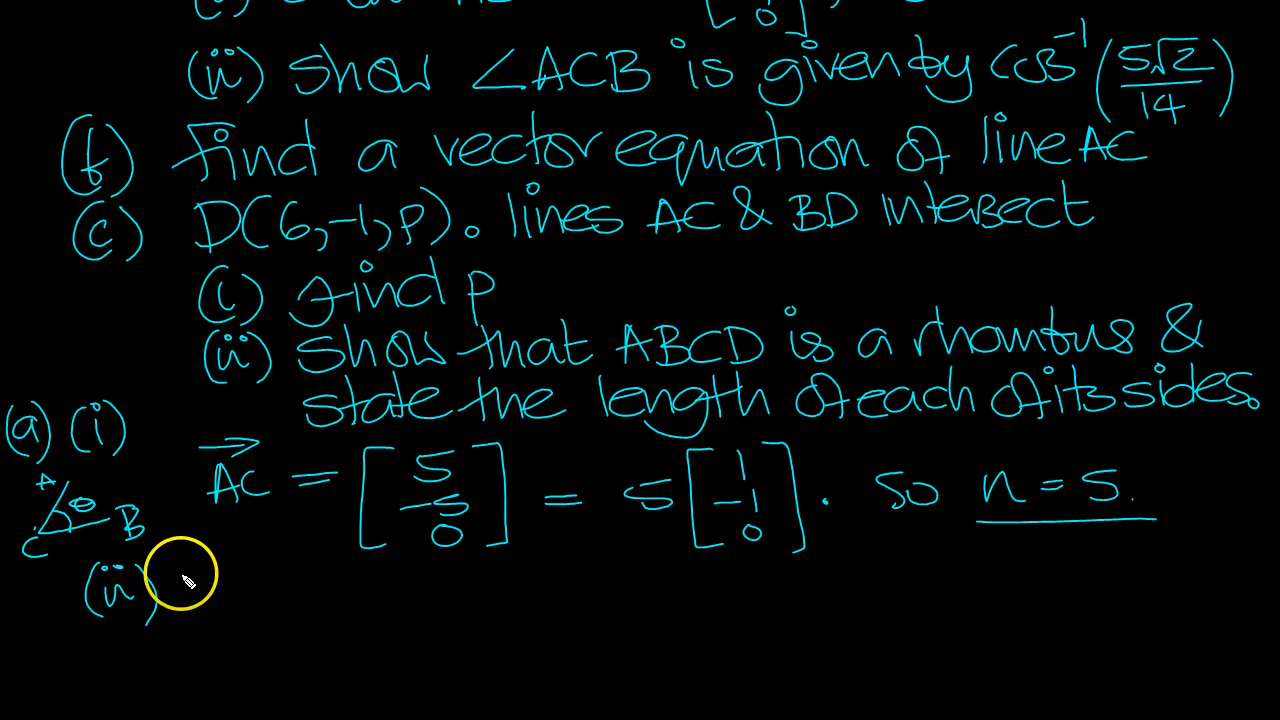 (ii) show ∠ACB is given by cos⁻¹(5√2/14)
(b) Find a vector equation of line AC
(c) D(6,-1,P). lines AC & BD intersect
(i) find p
(ii) show that ABCD is a rhombus &
state the length of each of its sides.
(a) (i) →AC = [5 -5 0] = 5[1 -1 0]. so n = 5.
A θ B C
(ii)